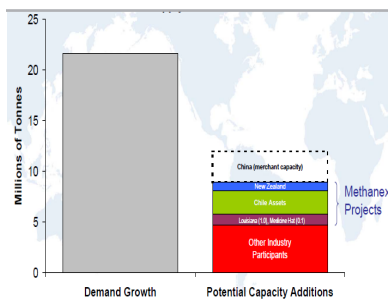 25
20
15
10
5
0
Millions of Tonnes
China (merchant capacity)
New Zealand
Chile Assets
Louisiana (1.0), Medicine Hat (0.1)
Other Industry
Participants
Methanex
Projects
Demand Growth
Potential Capacity Additions